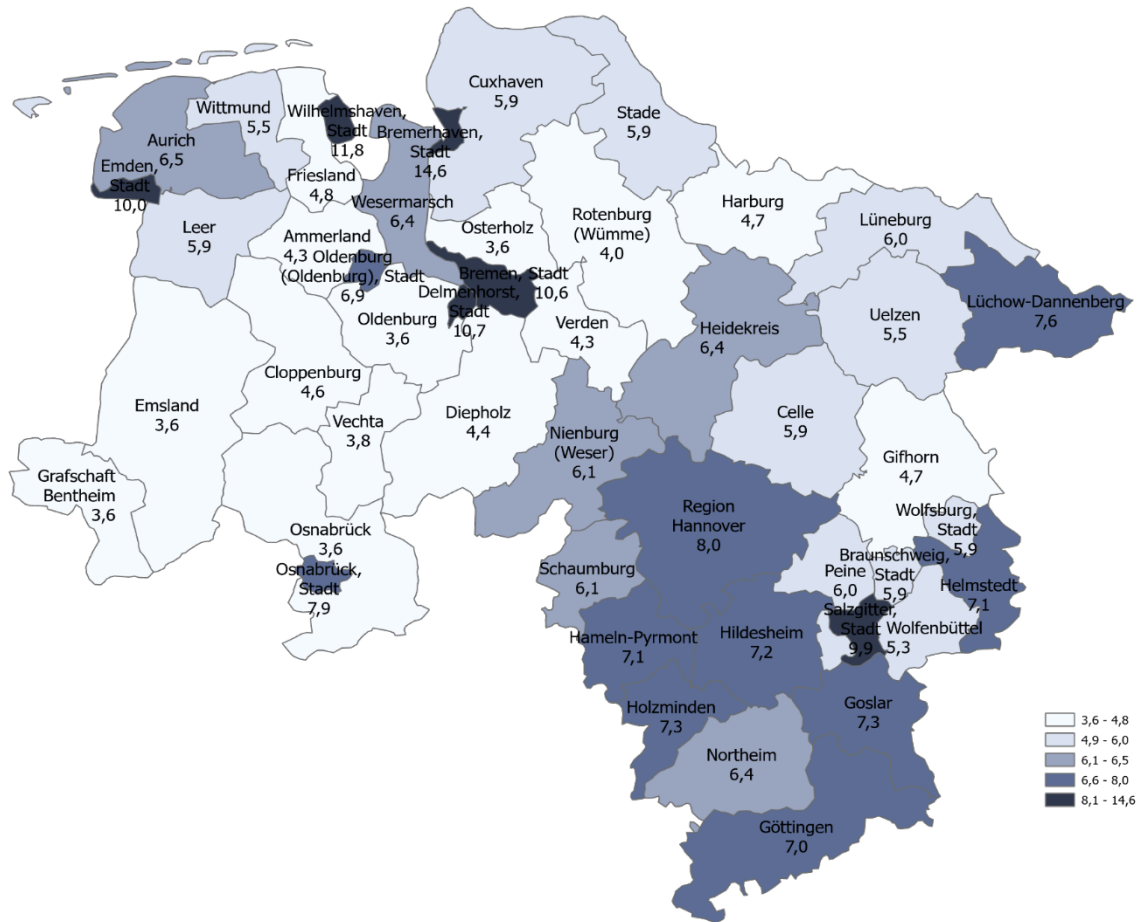 Cuxhaven
5,9
Stade
5,9
Wittmund
5,5
Wilhelmshaven,
Stadt
11,8
Bremerhaven,
Stadt
14,6
Aurich
6,5
Emden,
Stadt
10,0
Friesland
4,8
Wesermarsch
6,4
Harburg
4,7
Rotenburg
(Wümme)
4,0
Lüneburg
6,0
Osterholz
3,6
Leer
5,9
Ammerland
4,3
Oldenburg
(Oldenburg), Stadt
6,9
Bremen, Stadt
10,6
Delmenhorst,
Stadt
10,7
Lüchow-Dannenberg
7,6
Uelzen
5,5
Oldenburg
3,6
Verden
4,3
Heidekreis
6,4
Cloppenburg
4,6
Emsland
3,6
Vechta
3,8
Diepholz
4,4
Celle
5,9
Nienburg
(Weser)
6,1
Gifhorn
4,7
Grafschaft
Bentheim
3,6
Region
Hannover
8,0
Wolfsburg,
Stadt
5,9
Osnabrück
3,6
Osnabrück,
Stadt
7,9
Schaumburg
6,1
Braunschweig,
Stadt
5,9
Peine
6,0
Helmstedt
7,1
Salzgitter,
Stadt
9,9
Wolfenbüttel
5,3
Hameln-Pyrmont
7,1
Hildesheim
7,2
Holzminden
7,3
Goslar
7,3
Northeim
6,4
Göttingen
7,0
3,6 - 4,8
4,9 - 6,0
6,1 - 6,5
6,6 - 8,0
8,1 - 14,6